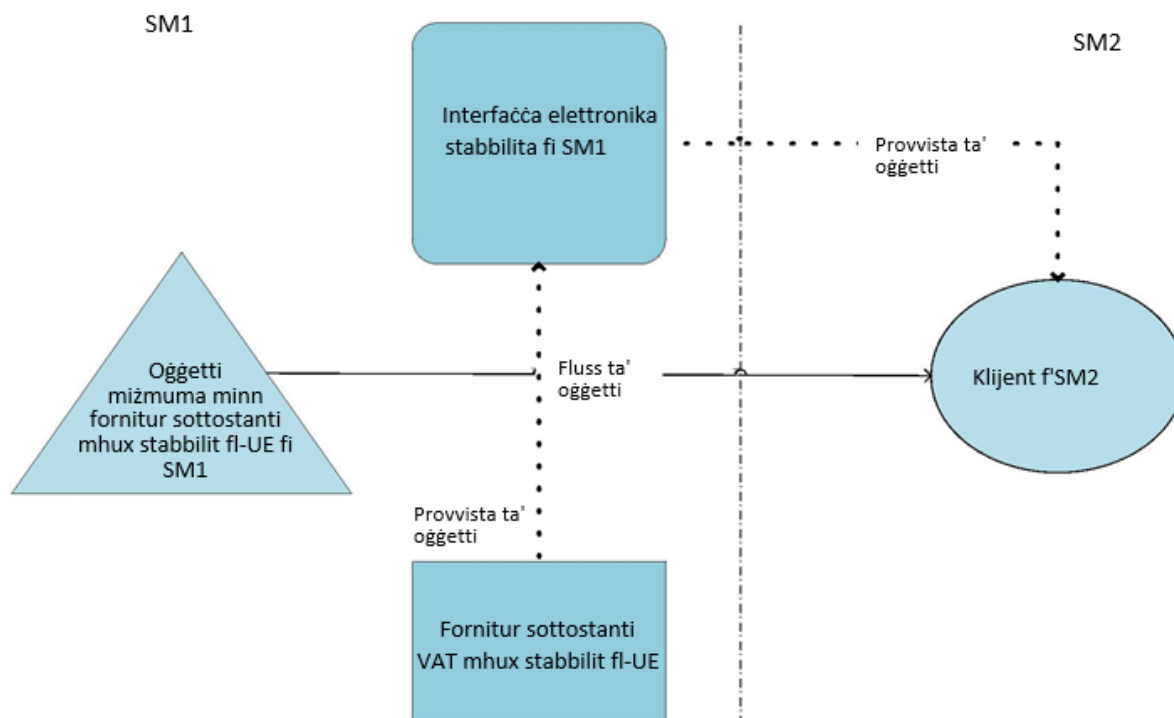 SM1
SM2
Interfaċċa elettronika
stabbilita fi SM1
Provvista ta'
oġġetti
Oġġetti
miżmuma minn
fornitur sottostanti
mhux stabbilit fl-UE fi
SM1
Fluss ta'
oġġetti
Klijent f'SM2
Provvista ta'
oġġetti
Fornitur sottostanti
VAT mhux stabbilit fl-UE